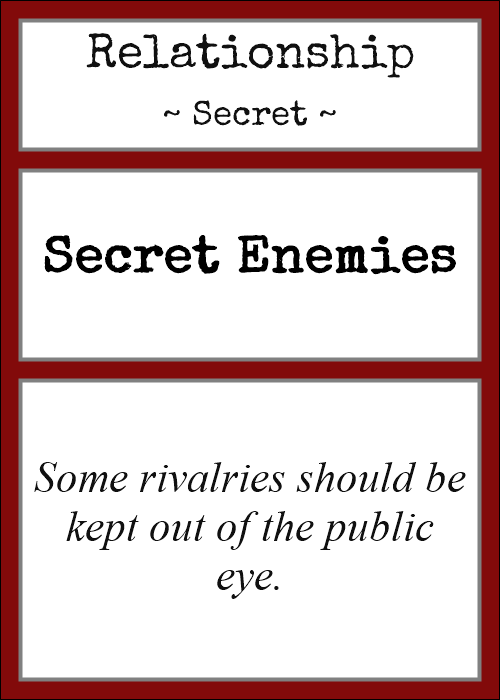 Relationship
~ Secret ~
Secret Enemies
Some rivalries should be
kept out of the public
eye.